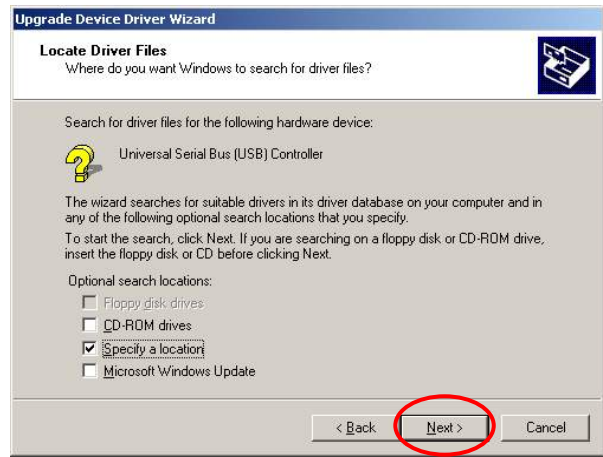 Upgrade Device Driver Wizard
Locate Driver Files
Where do you want Windows to search for driver files?
Search for driver files for the following hardware device:
Universal Serial Bus (USB) Controller
The wizard searches for suitable drivers in its driver database on your computer and in
any of the following optional search locations that you specify.
To start the search, click Next. If you are searching on a floppy disk or CD-ROM drive,
insert the floppy disk or CD before clicking Next.
Optional search locations:
Floppy disk drives
CD-ROM drives
Specify a location
Microsoft Windows Update
< Back Next > Cancel